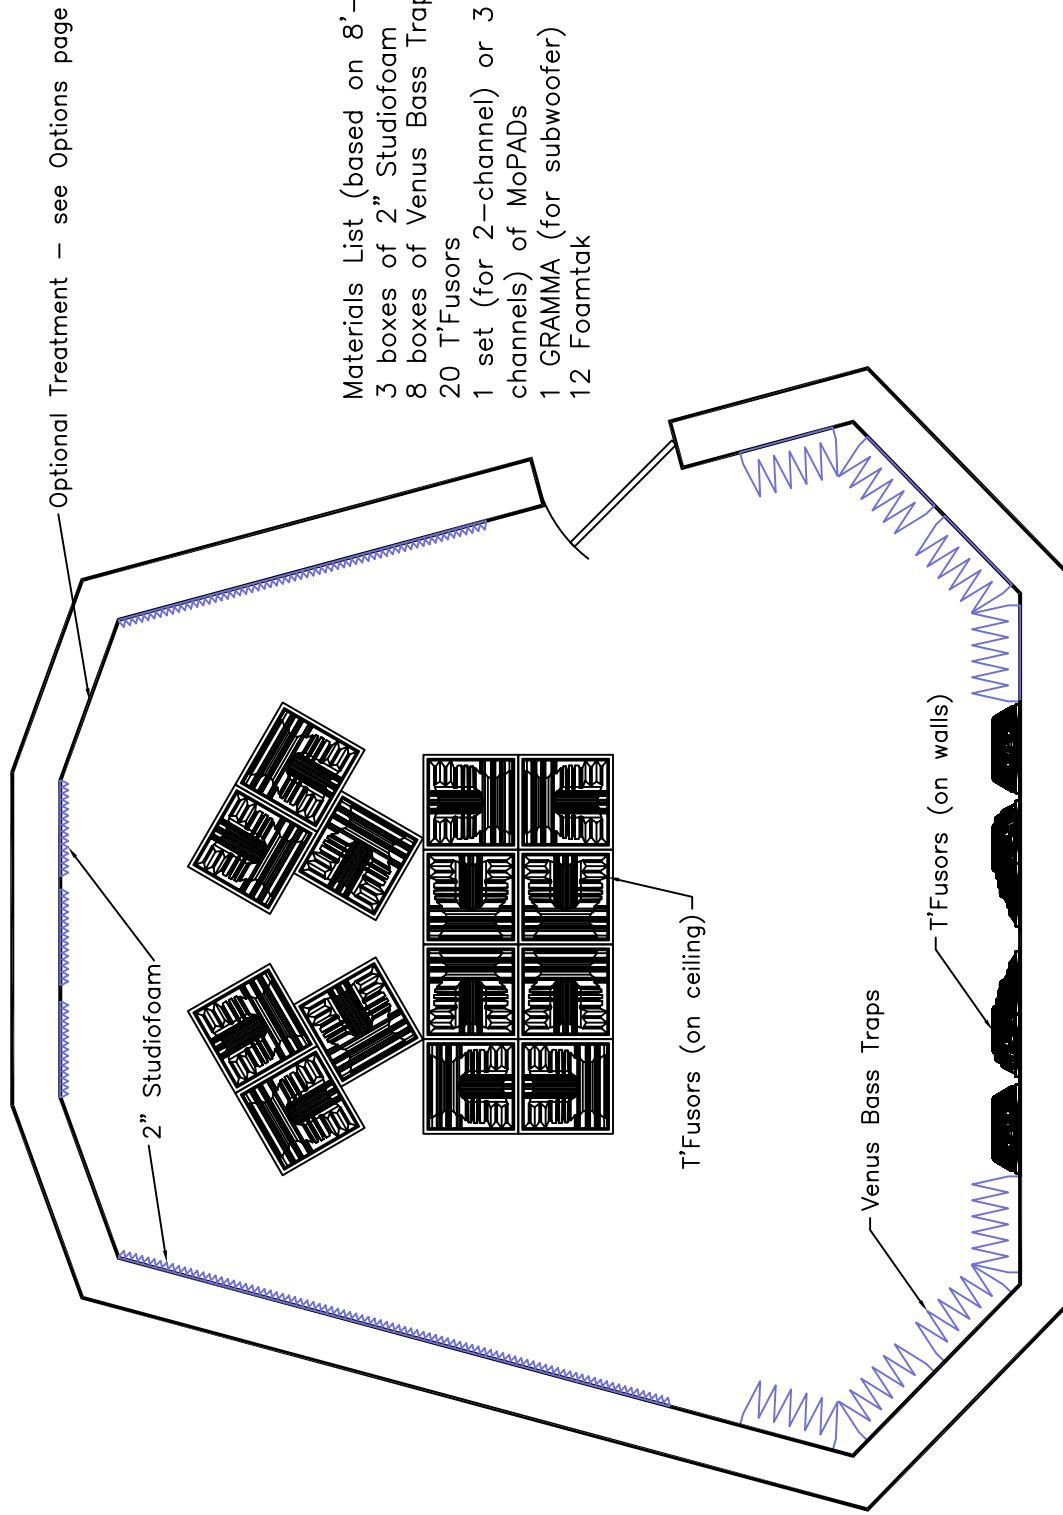 Optional Treatment – see Options page
Materials List (based on 8'-
3 boxes of 2" Studiofoam
8 boxes of Venus Bass Trap
20 T'Fusors
1 set (for 2–channel) or 3
channels) of MoPADs
1 GRAMMA (for subwoofer)
12 Foamtak
2" Studiofoam
T'Fusors (on ceiling)
T'Fusors (on walls)
Venus Bass Traps